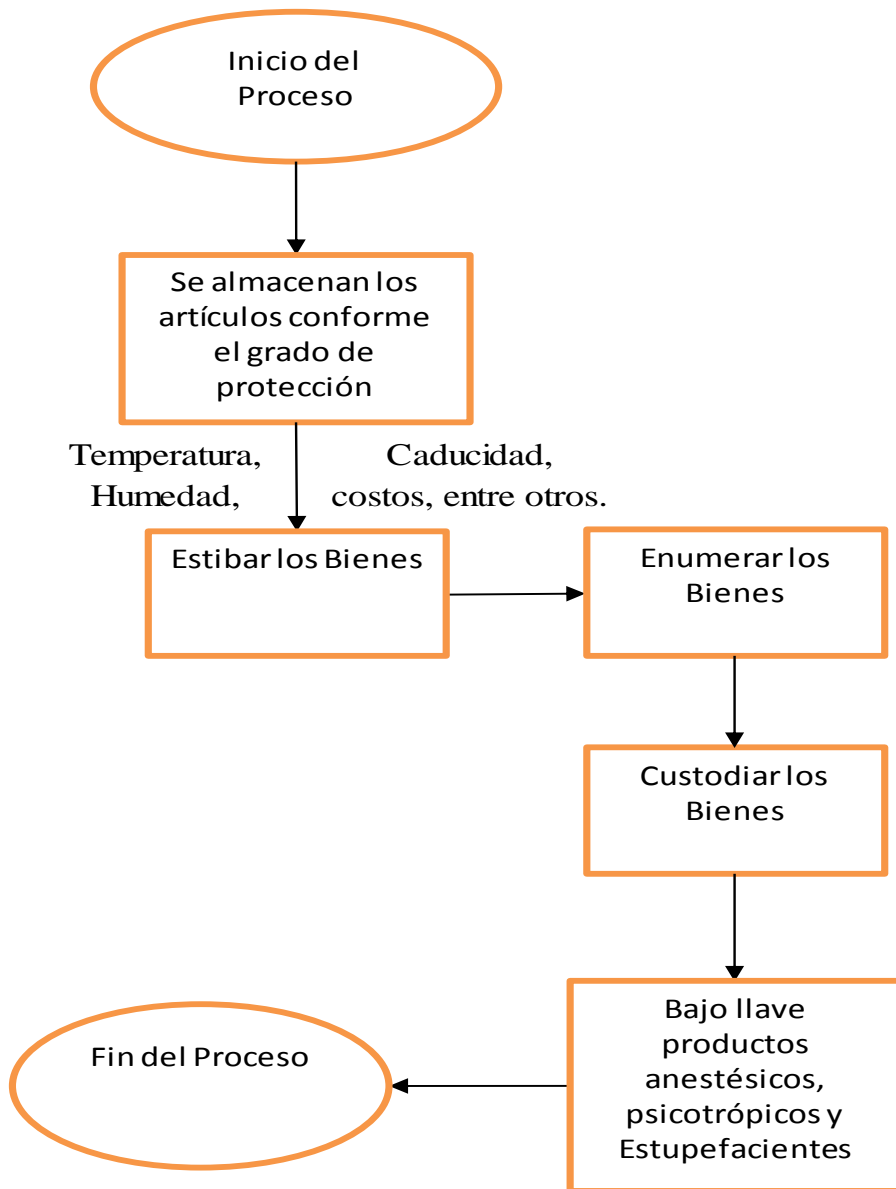 Inicio del
Proceso
Se almacenan los
artículos conforme
el grado de
protección
Temperatura,
Humedad,
Caducidad,
costos, entre otros.
Estibar los Bienes
Enumerar los
Bienes
Custodiar los
Bienes
Bajo llave
productos
anestésicos,
psicotrópicos y
Estupefacientes
Fin del Proceso